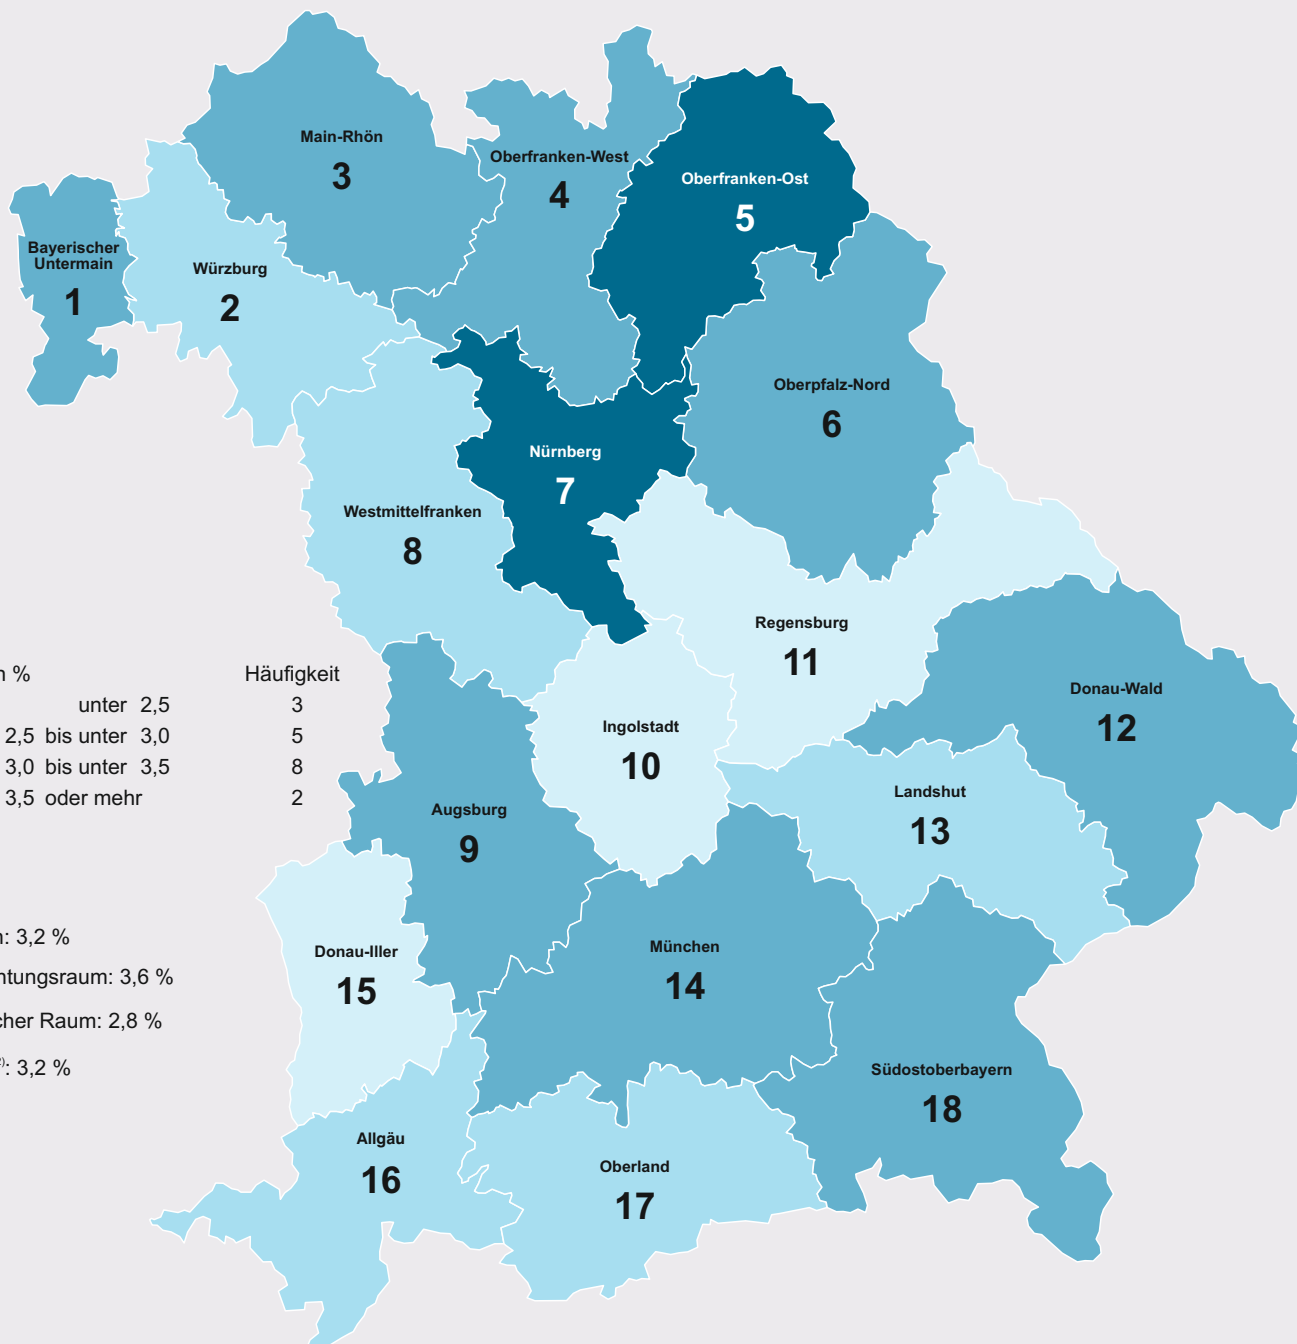 Main-Rhön
3
Oberfranken-West
4
Oberfranken-Ost
5
Bayerischer
Untermain
1
Würzburg
2
Oberpfalz-Nord
6
Nürnberg
7
Westmittelfranken
8
Regensburg
11
Donau-Wald
12
Ingolstadt
10
Landshut
13
Augsburg
9
München
14
Donau-Iller
15
Südostoberbayern
18
Allgäu
16
Oberland
17
% Häufigkeit
unter 2,5 3
2,5 bis unter 3,0 5
3,0 bis unter 3,5 8
3,5 oder mehr 2
: 3,2 %
htungsraum: 3,6 %
cher Raum: 2,8 %
²⁾: 3,2 %